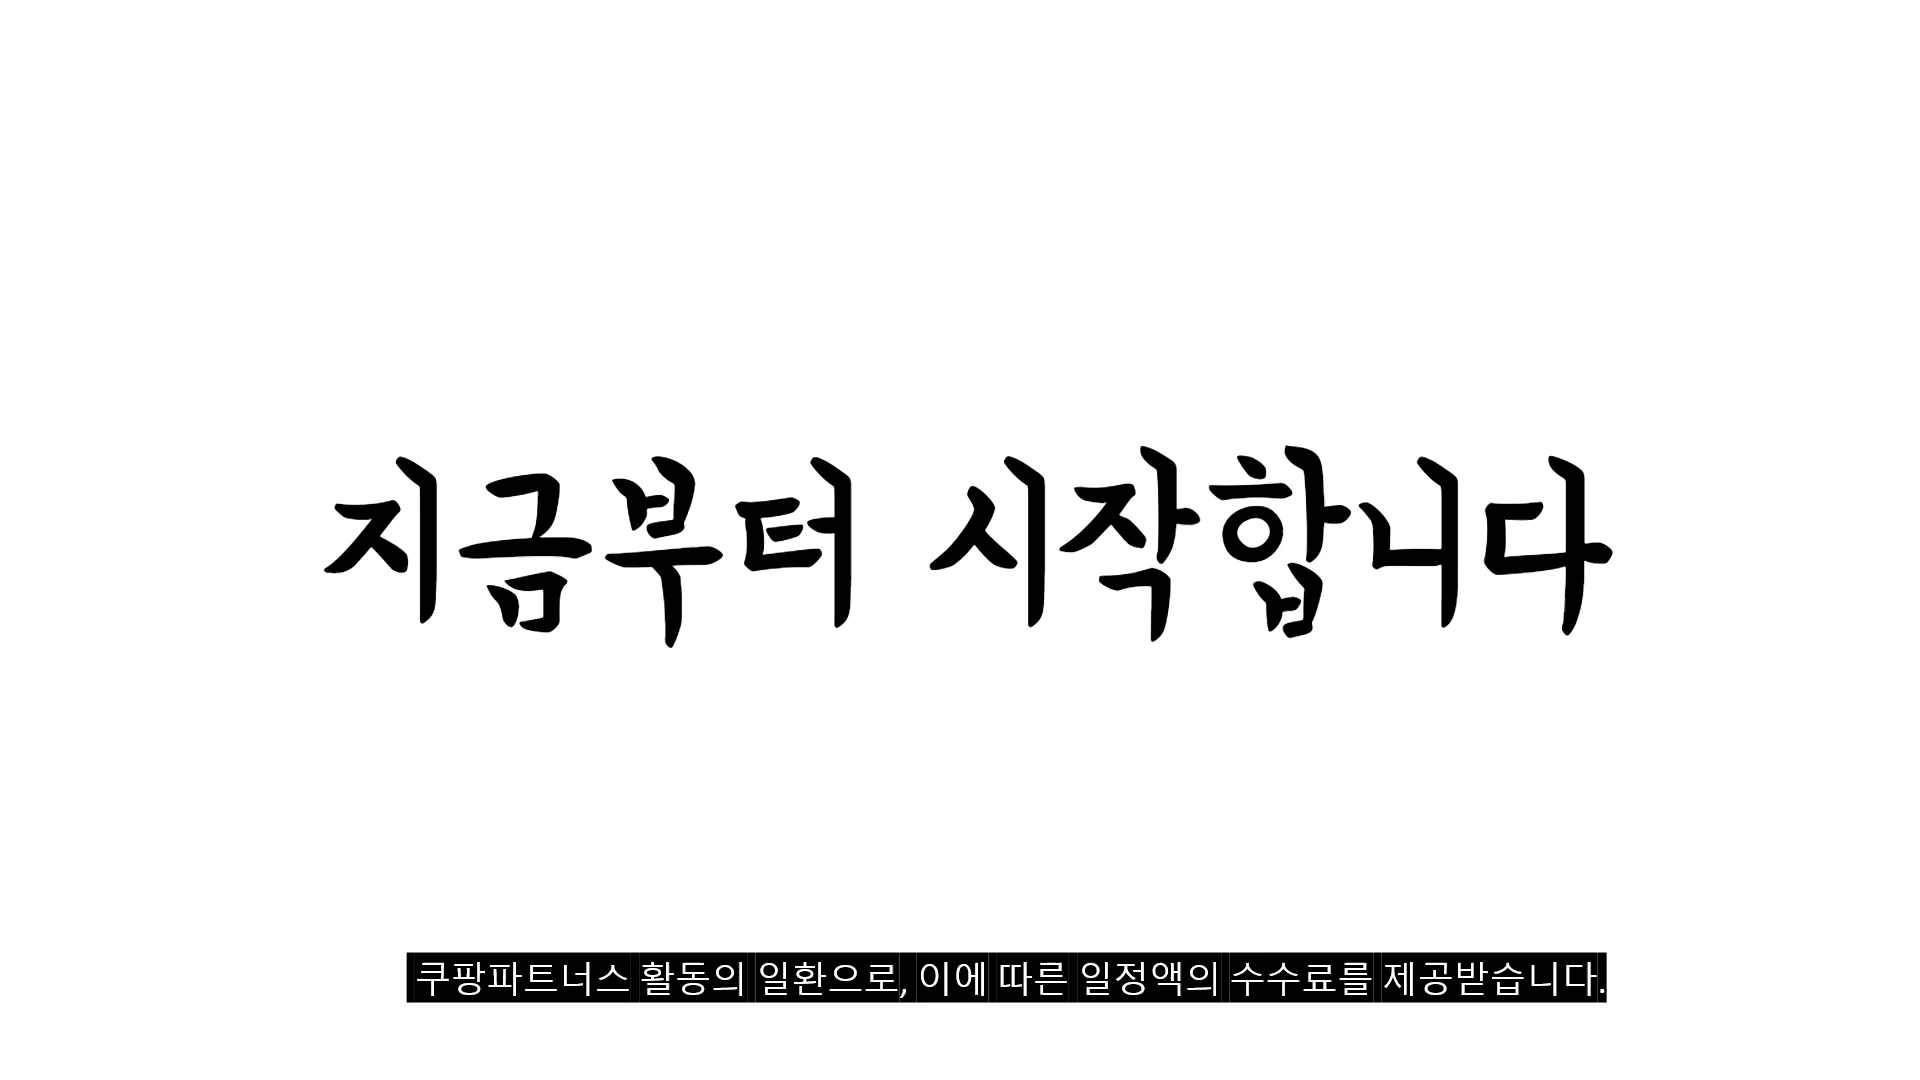 지금부터 시작합니다
쿠팡파트너스 활동의 일환으로, 이에 따른 일정액의 수수료를 제공받습니다.